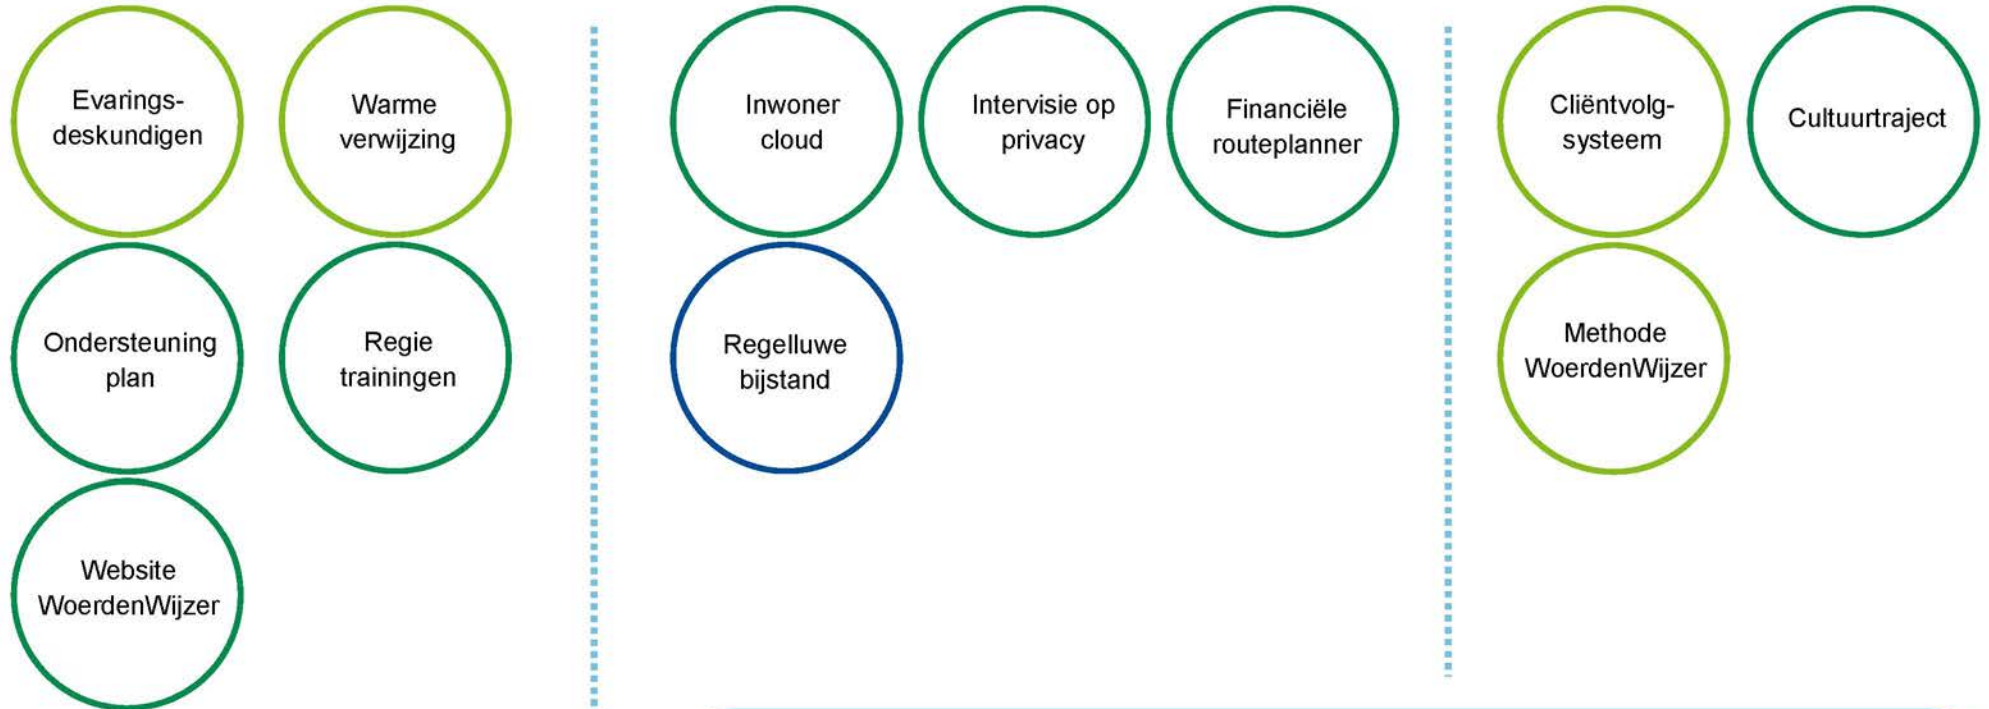 Evarings-
deskundigen
Warme
verwijzing
Ondersteuning
plan
Regie
trainingen
Website
WoerdenWijzer
Inwoner
cloud
Intervisie op
privacy
Financiële
routeplanner
Regelluwe
bijstand
Cliëntvolg-
systeem
Cultuurtraject
Methode
WoerdenWijzer